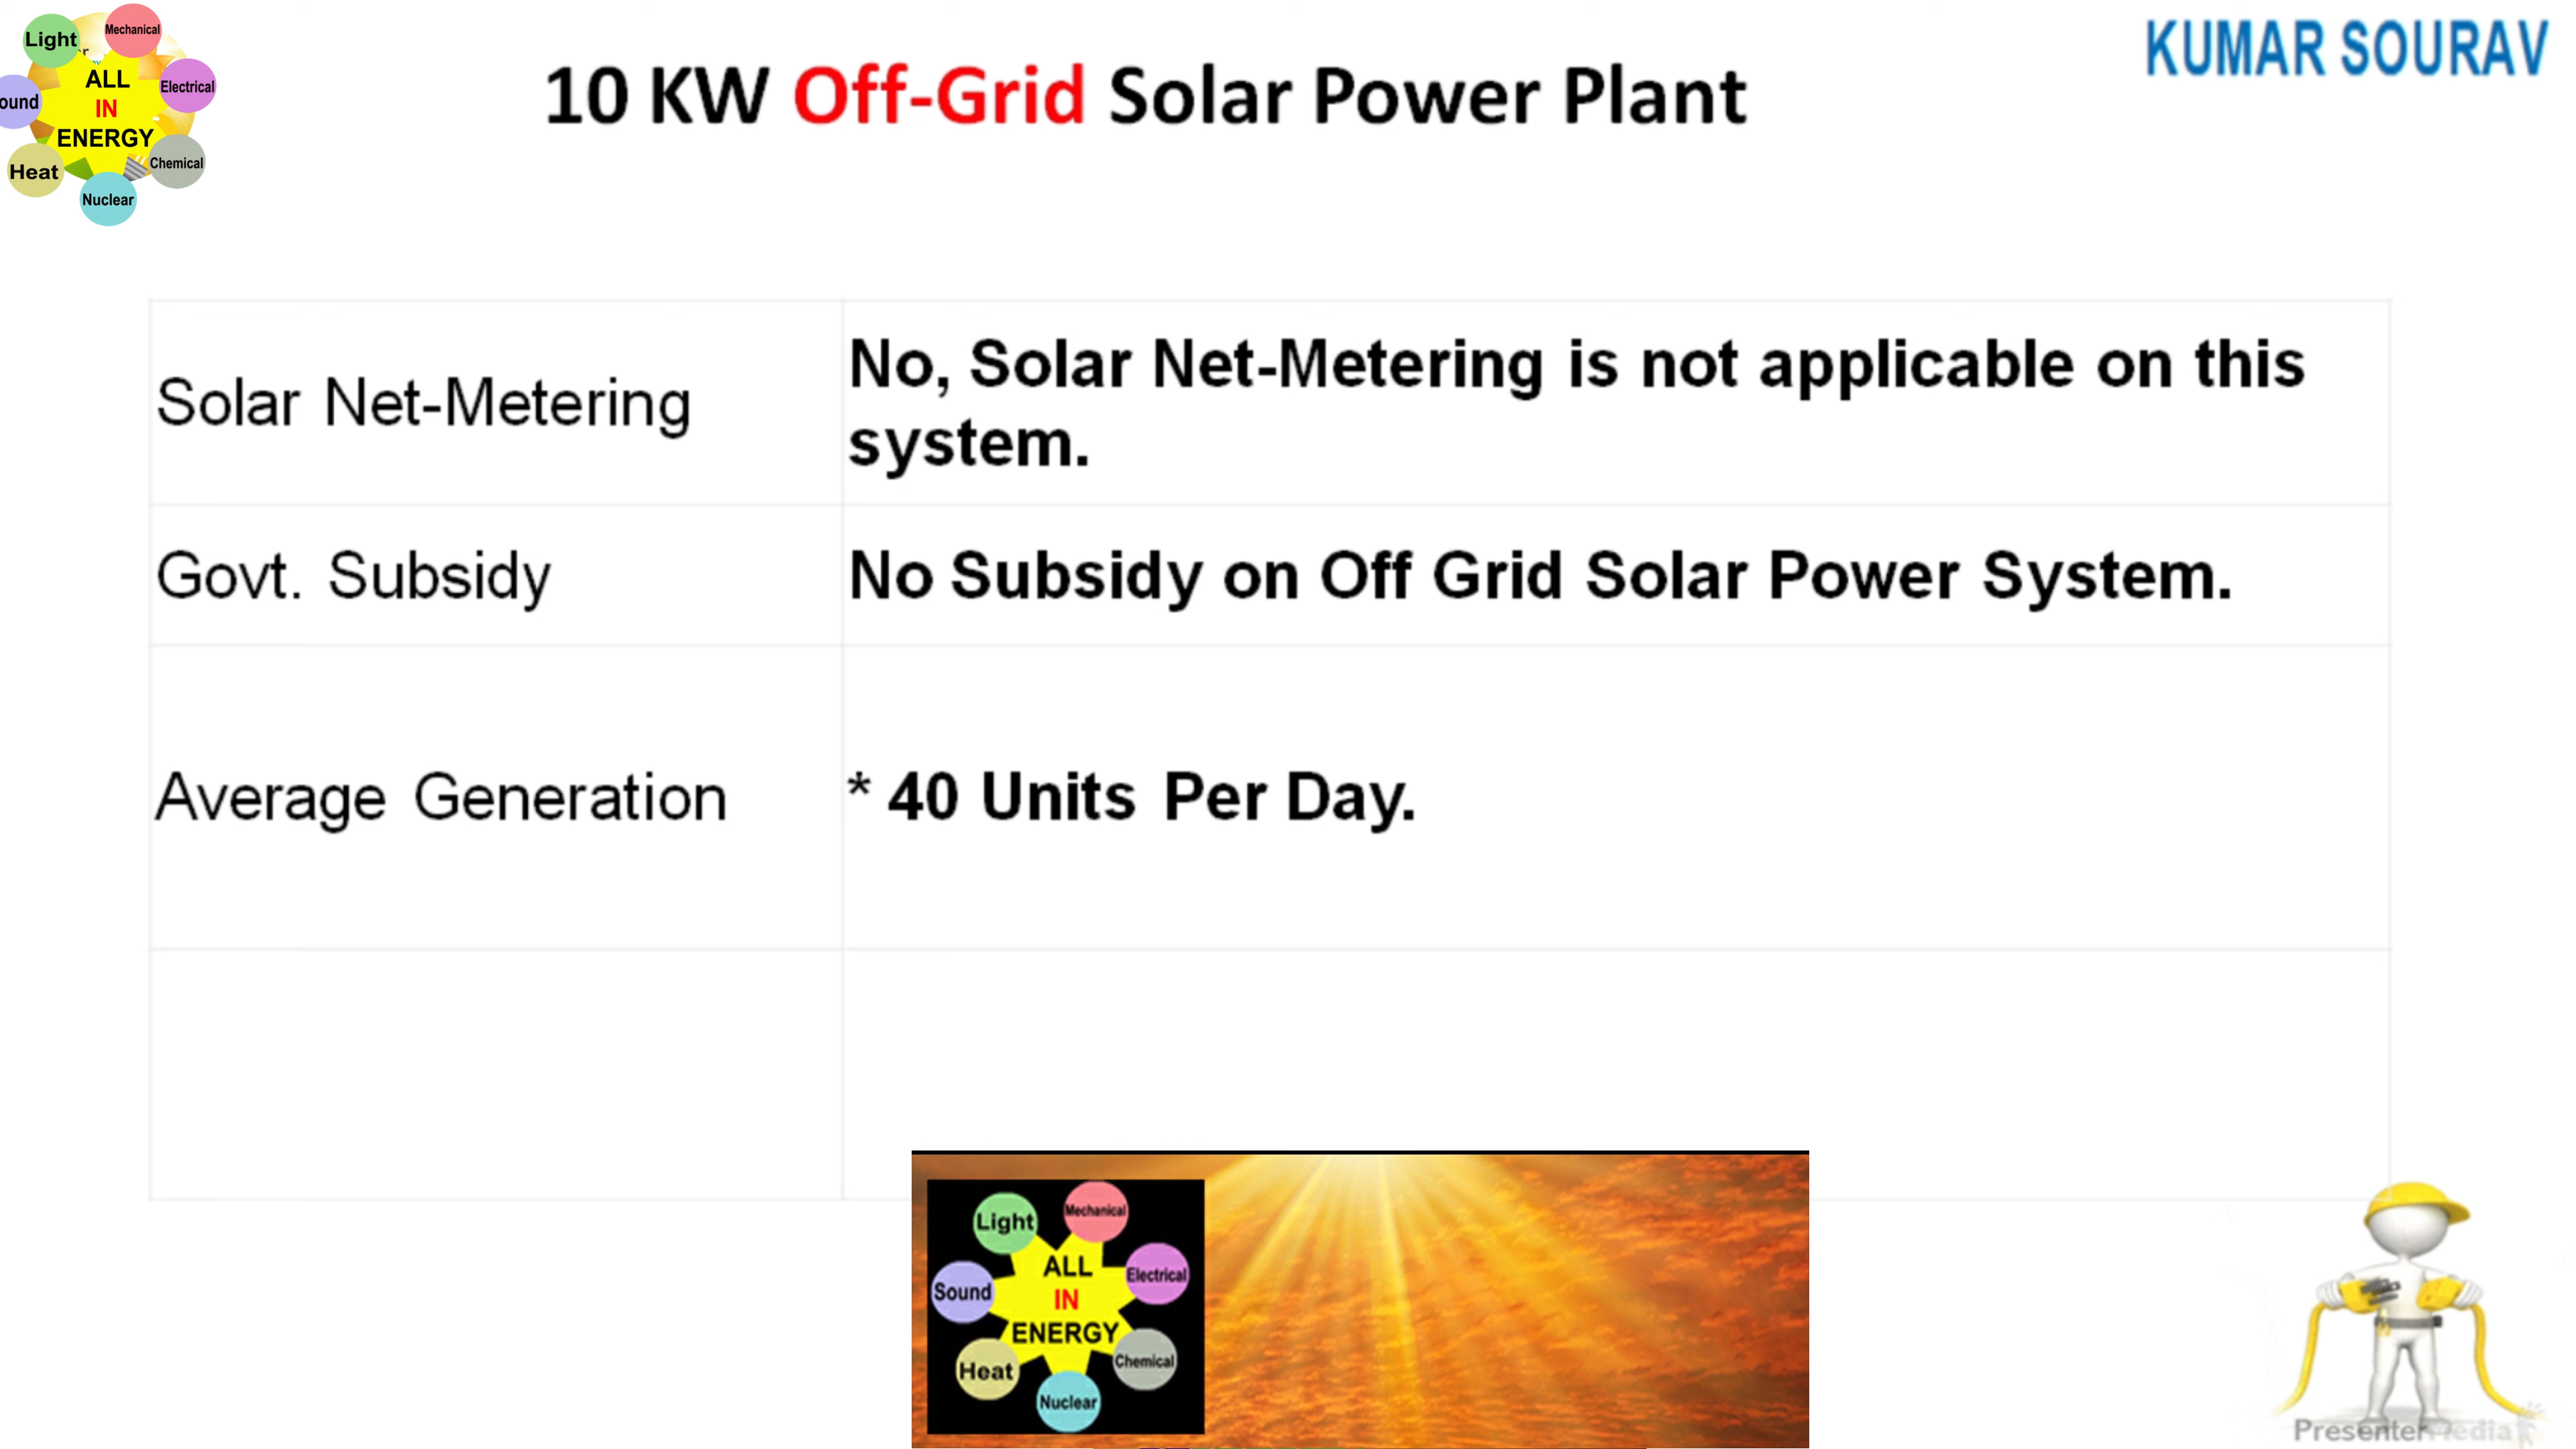 Light
Mechanical
ALL
Electrical
ound
IN
ENERGY
Chemical
Heat
Nuclear
KUMAR SOURAV
10 KW Off-Grid Solar Power Plant
Solar Net-Metering
No, Solar Net-Metering is not applicable on this
system.
Govt. Subsidy
No Subsidy on Off Grid Solar Power System.
Average Generation
* 40 Units Per Day.
Light
Mechanical
ALL
Electrical
Sound
IN
ENERGY
Chemical
Heat
Nuclear
PresenterMedia